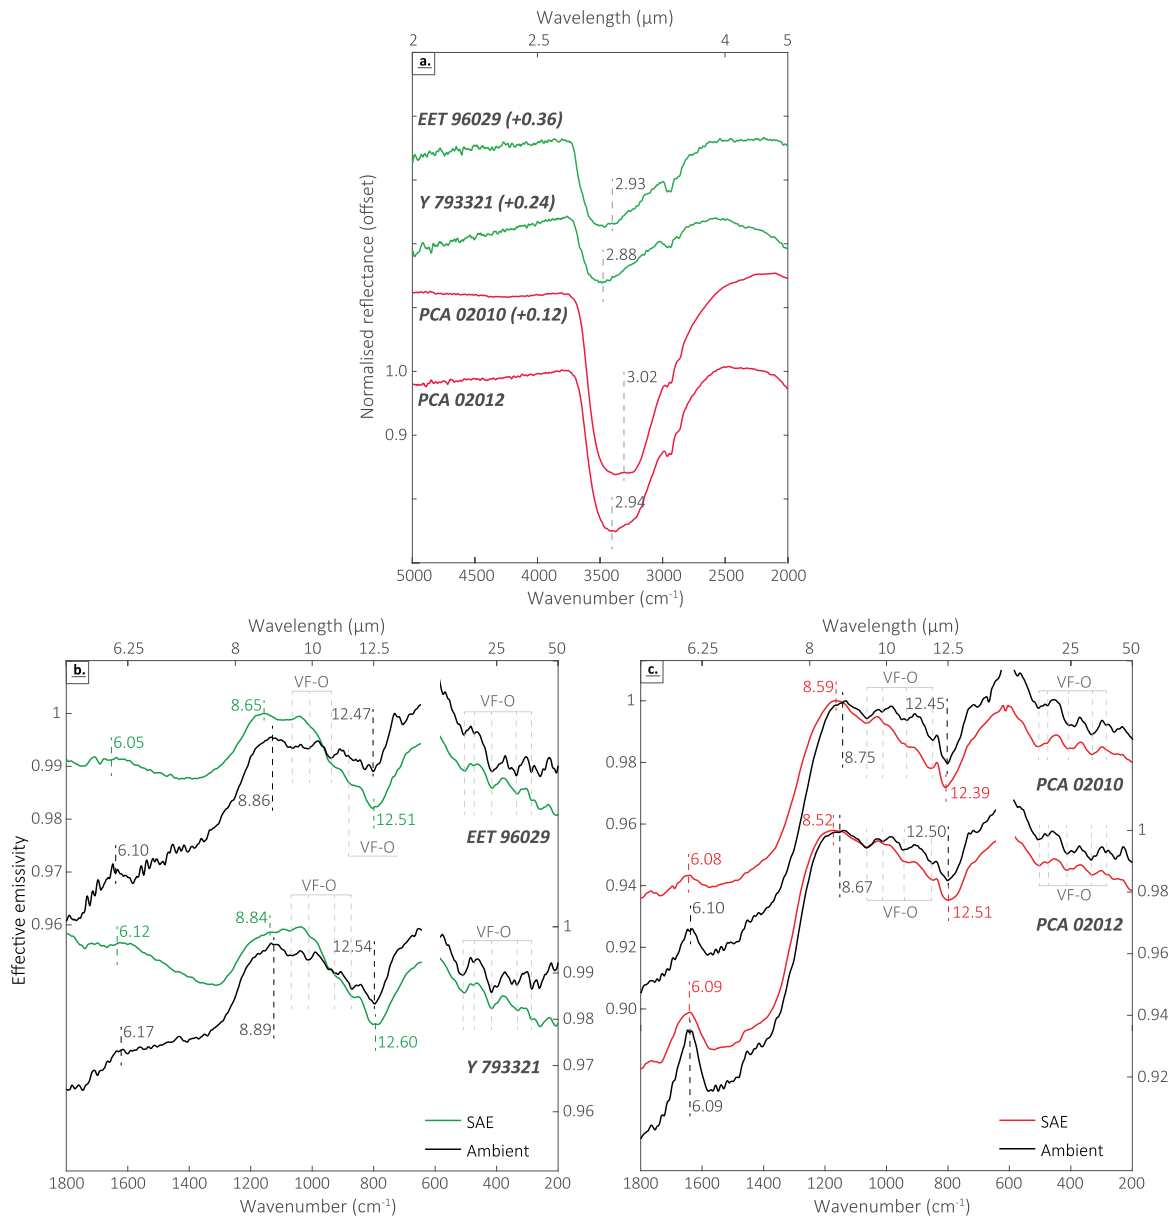 Wavelength (µm)
2 2.5 4 5
a.
EET 96029 (+0.36)
2.93
Y 793321 (+0.24)
2.88
PCA 02010 (+0.12)
1.0
3.02
PCA 02012
0.9
2.94
Normalised reflectance (offset)
5000 4500 4000 3500 3000 2500 2000
Wavenumber (cm-1)
Wavelength (µm)
6.25 8 10 12.5 25 50
b.
VF-O
VF-O
8.65
12.47
1
6.05
0.99
8.86
0.98
12.51
EET 96029
6.10
VF-O
0.97
0.96
8.84
1
6.12
12.54
VF-O
VF-O
0.99
6.17
8.89
12.60
0.98
Y 793321
0.97
0.96
SAE
Ambient
Effective emissivity
1800 1600 1400 1200 1000 800 600 400 200
Wavenumber (cm-1)
Wavelength (µm)
6.25 8 10 12.5 25 50
c.
8.59
VF-O
12.45
VF-O
1
8.75
0.98
12.39
PCA 02010
0.96
8.52
12.50
VF-O
1
6.08
8.67
0.94
VF-O
12.51
0.98
PCA 02012
6.10
0.92
0.96
6.09
0.90
0.94
6.09
0.92
SAE
Ambient
1800 1600 1400 1200 1000 800 600 400 200
Wavenumber (cm-1)